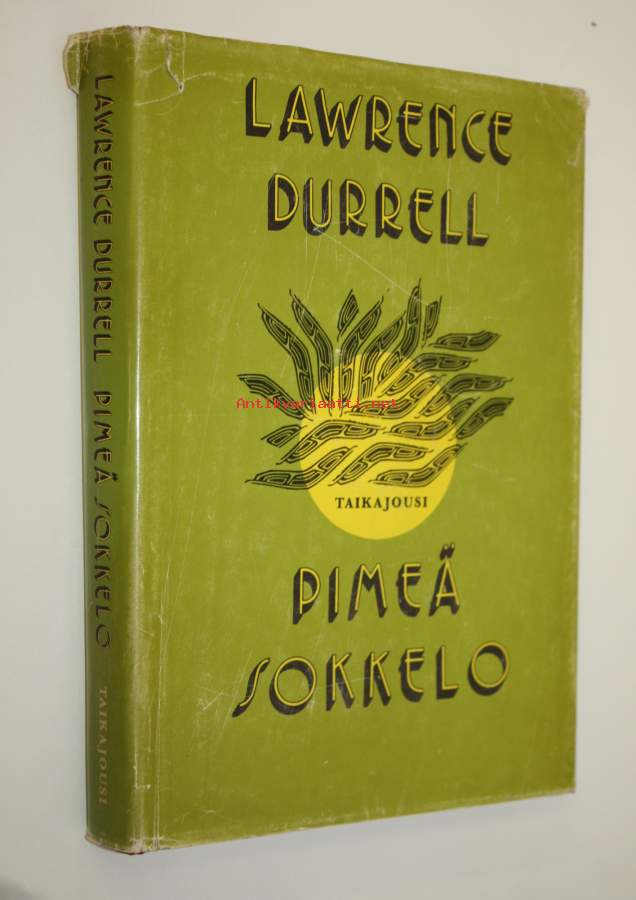 LAWRENCE
DURRELL
Antikvariaatti.net
TAIKAJOUSI
PIMEÄ
SOKKELO
LAWRENCE DURRELL PIMEÄ SOKKELO TAIKAJOUSI